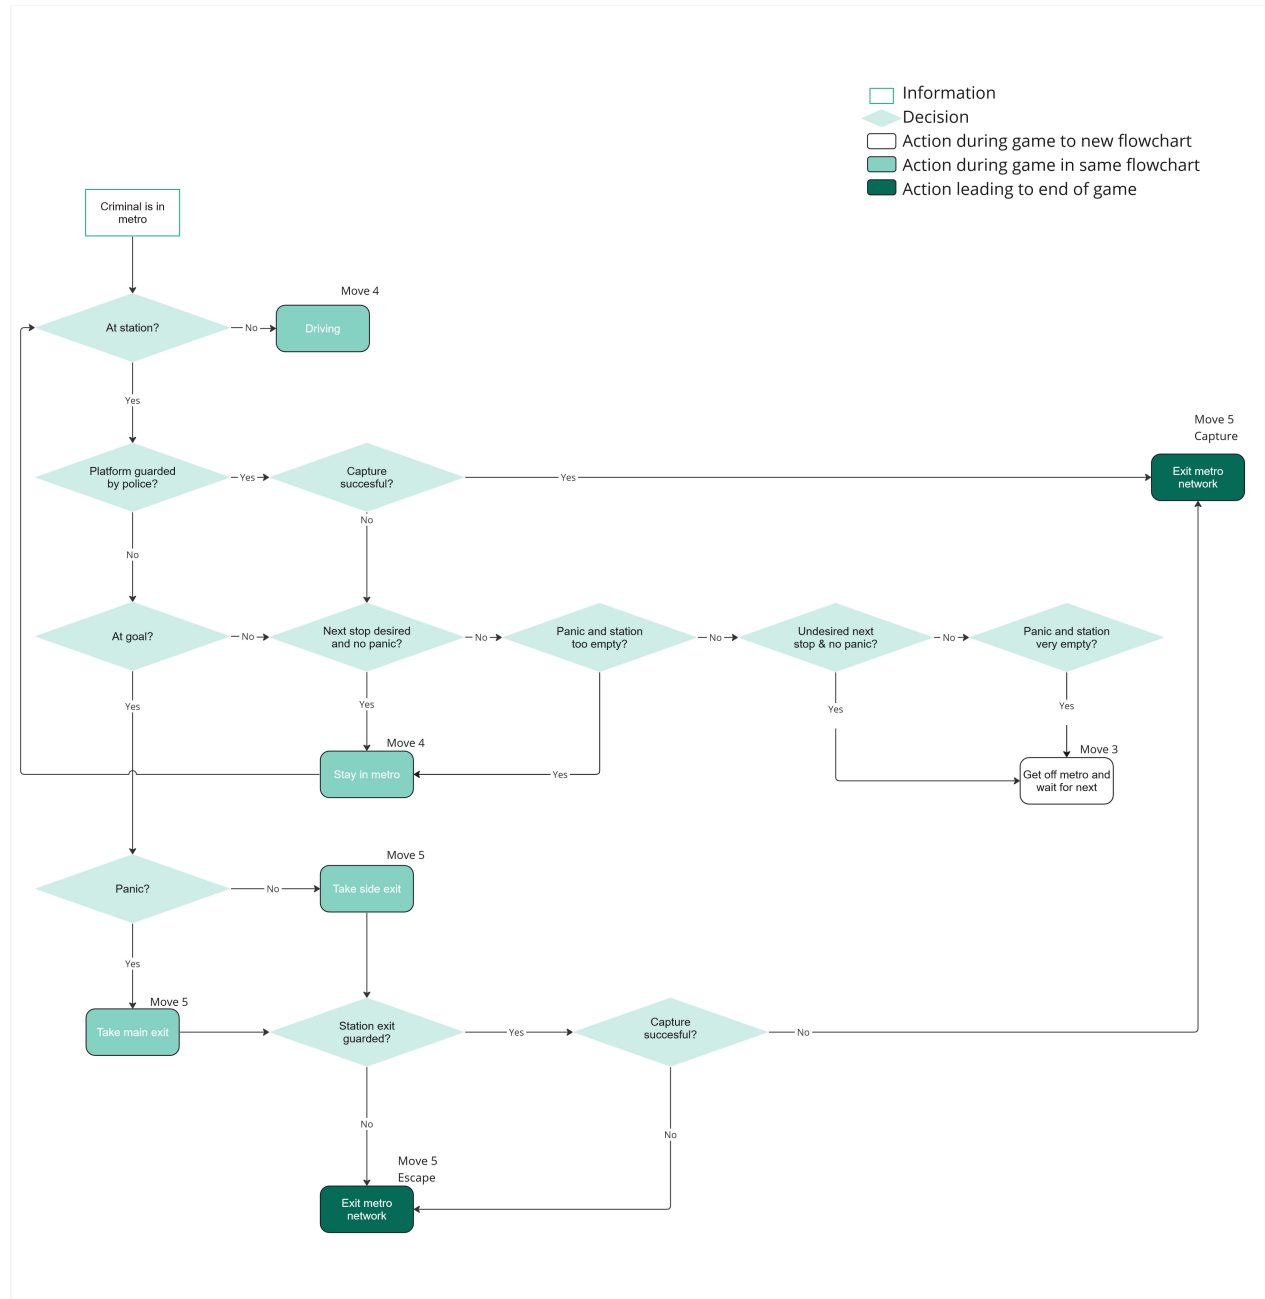 Information
Decision
Action during game to new flowchart
Action during game in same flowchart
Action leading to end of game
Criminal is in
metro
Move 4
At station?
No
Driving
Yes
Move 5
Capture
Platform guarded
by police?
Yes
Capture
succesful?
Yes
Exit metro
network
No
No
At goal?
No
Next stop desired
and no panic?
No
Panic and station
too empty?
No
Undesired next
stop & no panic?
No
Panic and station
very empty?
Yes
Yes
Yes
Yes
Move 4
Stay in metro
Yes
Move 3
Get off metro and
wait for next
Move 5
Panic?
No
Take side exit
Yes
Move 5
Take main exit
Station exit
guarded?
Yes
Capture
succesful?
No
No
No
Move 5
Escape
Exit metro
network